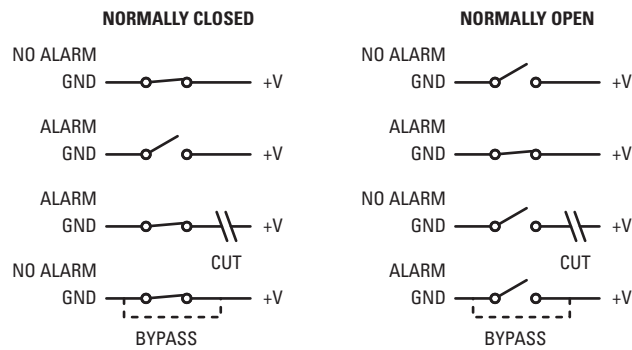 NORMALLY CLOSED
NO ALARM
GND +V
ALARM
GND +V
ALARM
GND +V
CUT
NO ALARM
GND +V
BYPASS
NORMALLY OPEN
NO ALARM
GND +V
ALARM
GND +V
NO ALARM
GND +V
CUT
ALARM
GND +V
BYPASS